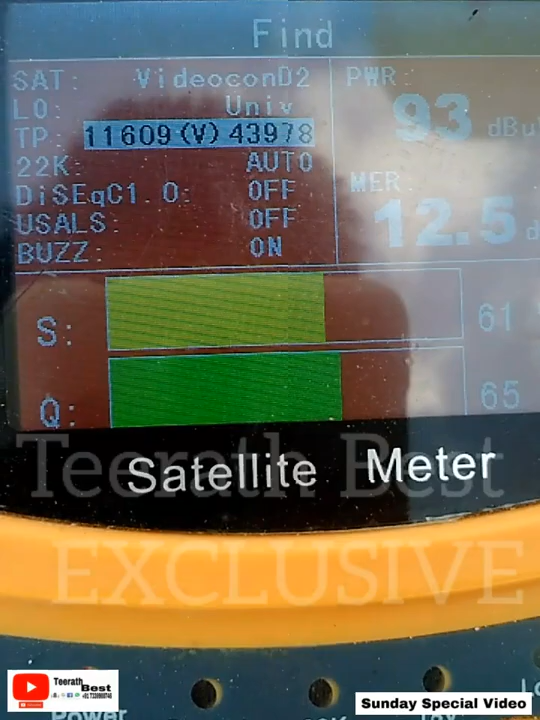 Find
SAT: VideoconD2
LO: Univ
TP: 11609(V)43978
22K: AUTO
DiSEqC1.0: OFF
USALS: OFF
BUZZ: ON
PWR:
93 dBu
MER:
12.5 d
S: 61
Q: 65
Satellite Meter
Teerath Best
EXCLUSIVE
Teerath
Best
Sunday Special Video
Power